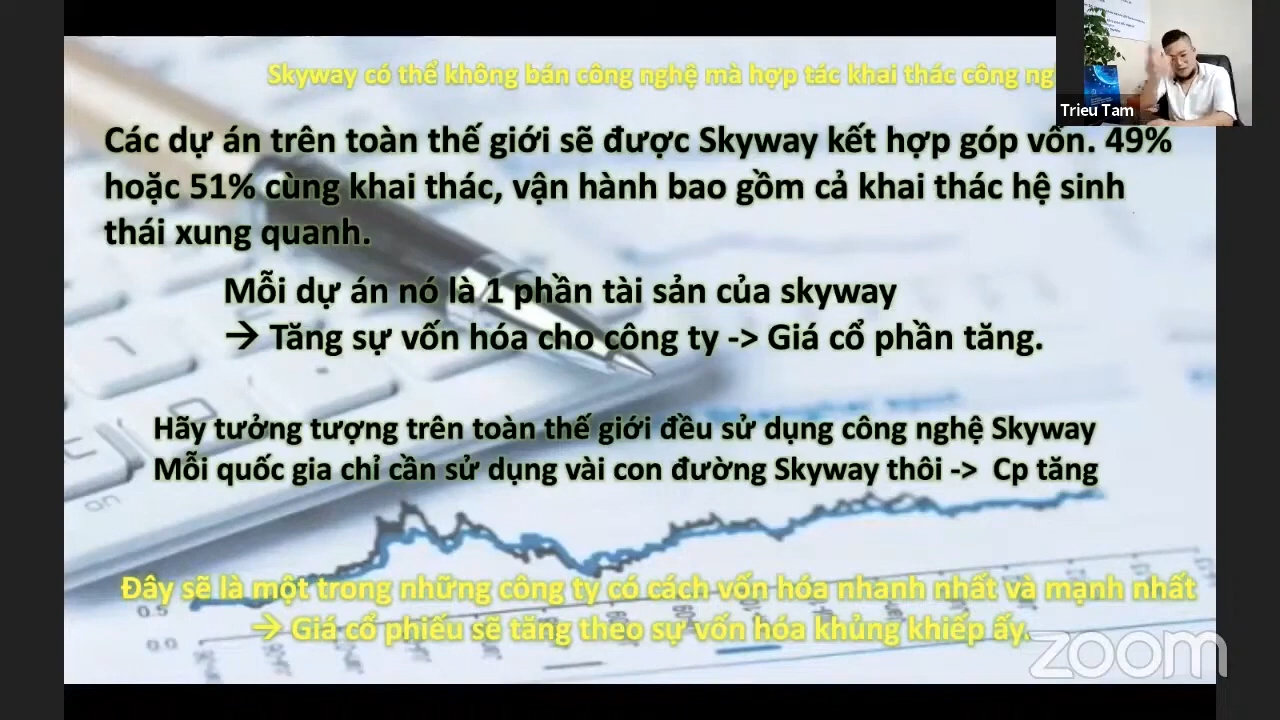 Skyway có thể không bán công nghệ mà hợp tác khai thác công
Trieu Tam
Các dự án trên toàn thế giới sẽ được Skyway kết hợp góp vốn. 49%
hoặc 51% cùng khai thác, vận hành bao gồm cả khai thác hệ sinh
thái xung quanh.
Mỗi dự án nó là 1 phần tài sản của skyway
→ Tăng sự vốn hóa cho công ty -> Giá cổ phần tăng.
Hãy tưởng tượng trên toàn thế giới đều sử dụng công nghệ Skyway
Mỗi quốc gia chỉ cần sử dụng vài con đường Skyway thôi -> Cp tăng
Đây sẽ là một trong những công ty có cách vốn hóa nhanh nhất và mạnh nhất
→ Giá cổ phiếu sẽ tăng theo sự vốn hóa khủng khiếp ấy.
0.5
0.0
zoom